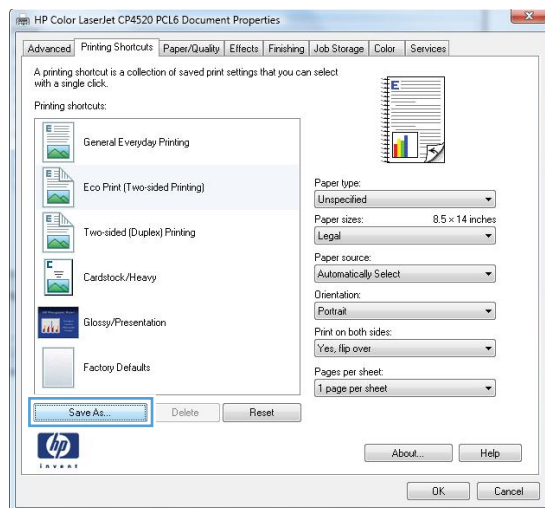 HP Color LaserJet CP4520 PCL6 Document Properties
Advanced Printing Shortcuts Paper/Quality Effects Finishing Job Storage Color Services
A printing shortcut is a collection of saved print settings that you can select
with a single click.
Printing shortcuts:
General Everyday Printing
Eco Print (Two-sided Printing)
Two-sided (Duplex) Printing
Cardstock/Heavy
Glossy/Presentation
Factory Defaults
Save As... Delete Reset
E
Paper type:
Unspecified
Paper sizes: 8.5 × 14 inches
Legal
Paper source:
Automatically Select
Orientation:
Portrait
Print on both sides:
Yes, flip over
Pages per sheet:
1 page per sheet
hp
invent
About... Help
OK Cancel